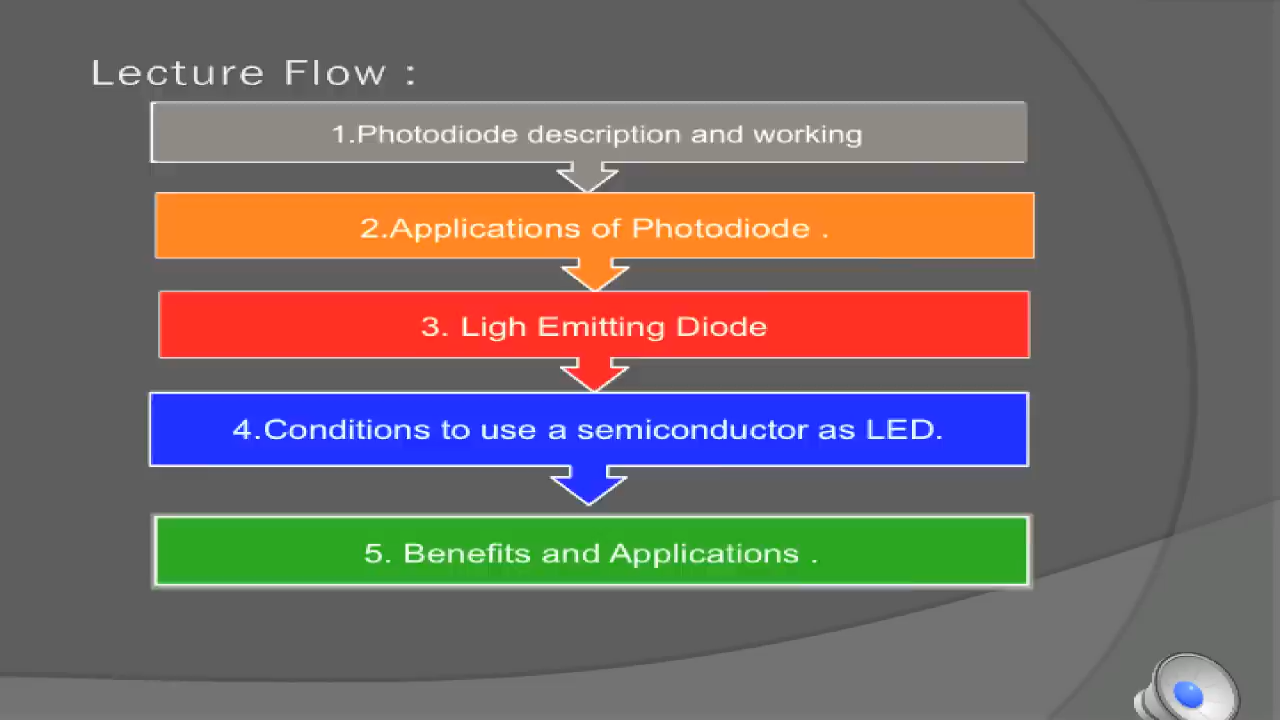 Lecture Flow :
1.Photodiode description and working
2.Applications of Photodiode .
3. Ligh Emitting Diode
4.Conditions to use a semiconductor as LED.
5. Benefits and Applications .